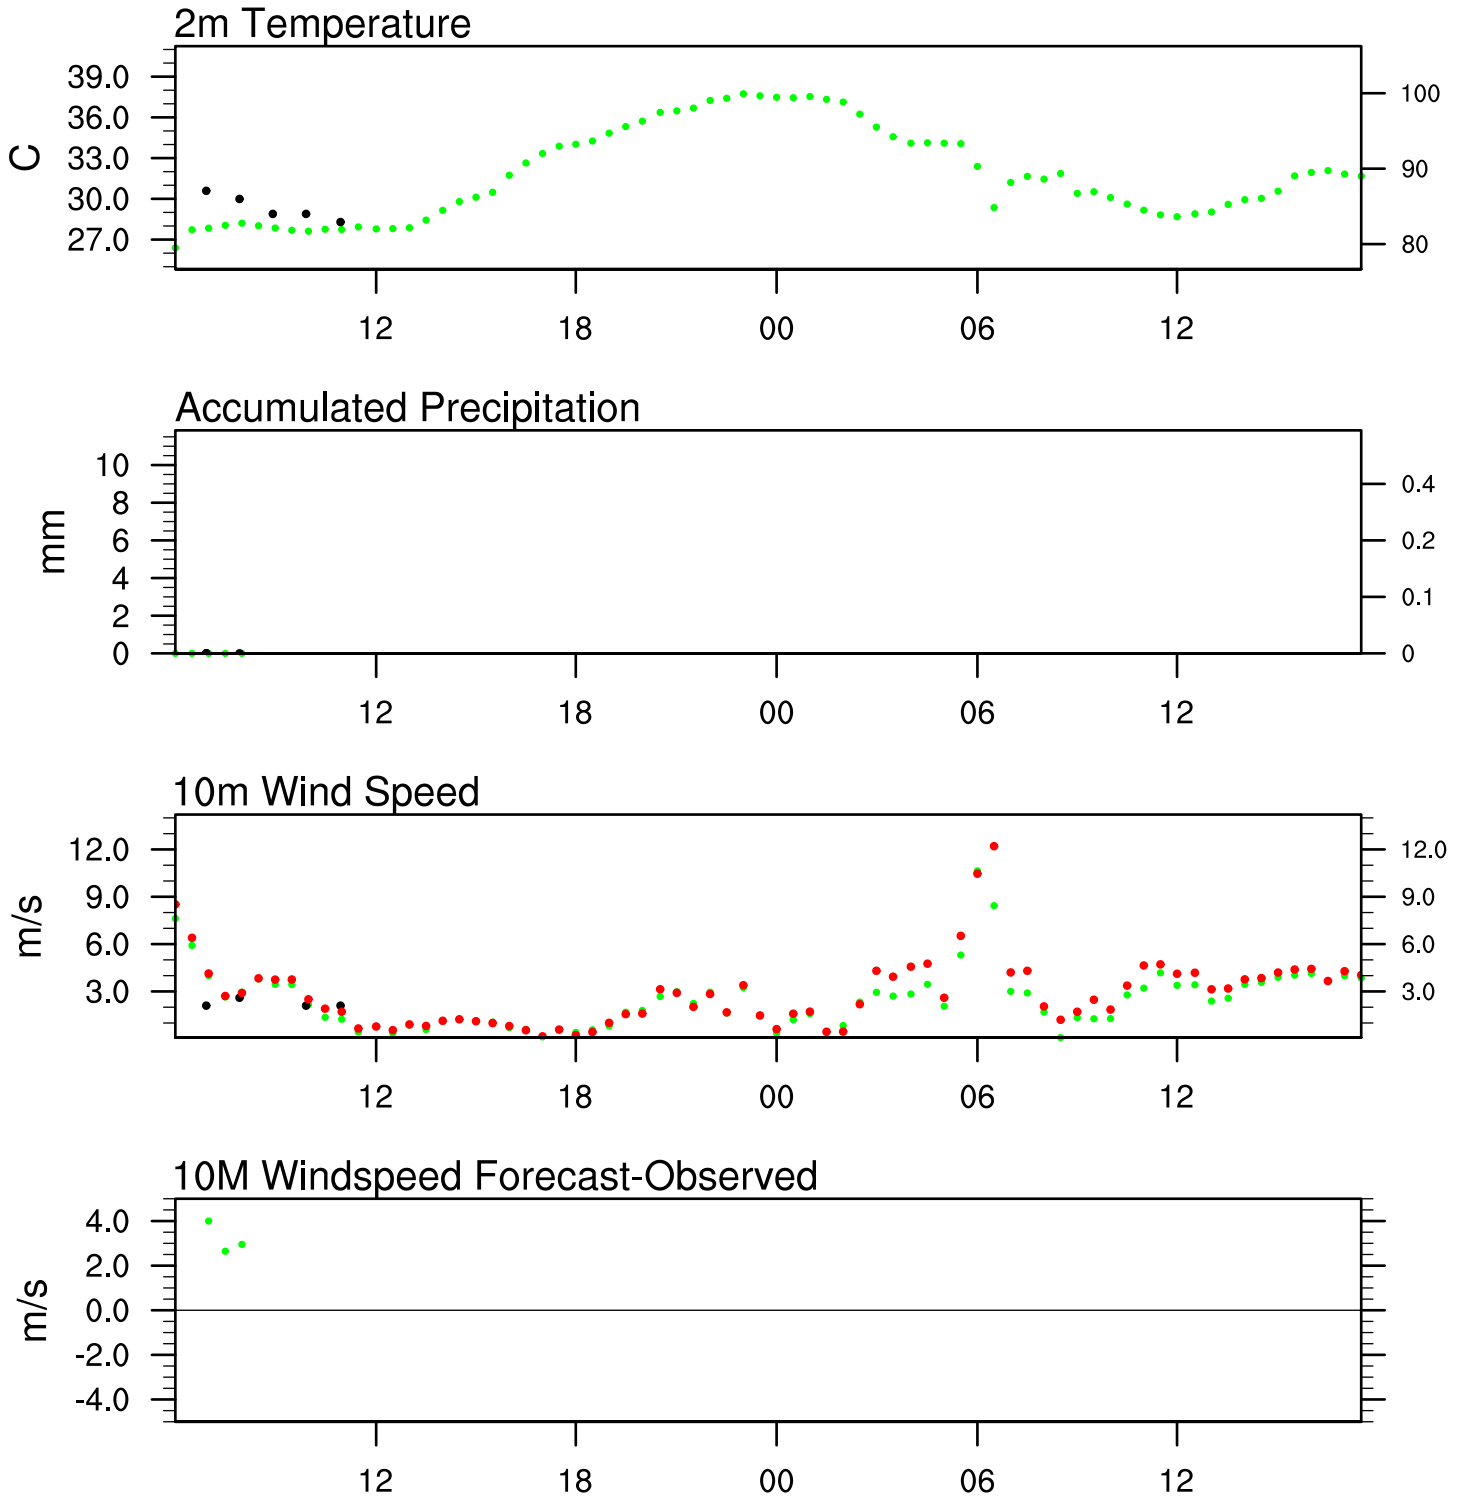 2m Temperature
39.0
36.0
33.0
30.0
27.0
C
100
90
80
12 18 00 06 12
Accumulated Precipitation
10
8
6
4
2
0
mm
0.4
0.2
0.1
0
12 18 00 06 12
10m Wind Speed
12.0
9.0
6.0
3.0
m/s
12.0
9.0
6.0
3.0
12 18 00 06 12
10M Windspeed Forecast-Observed
4.0
2.0
0.0
-2.0
-4.0
m/s
12 18 00 06 12